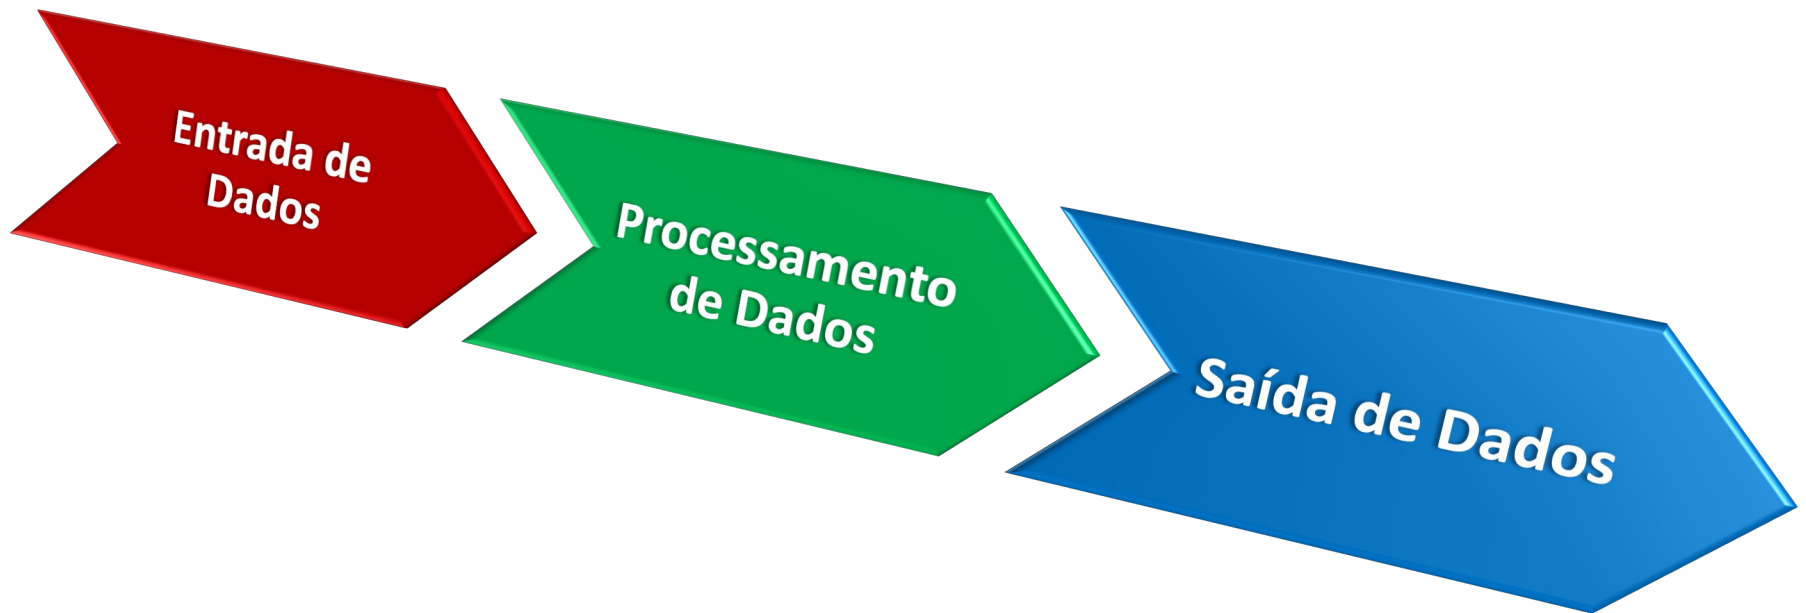 Entrada de
Dados
Processamento
de Dados
Saída de Dados